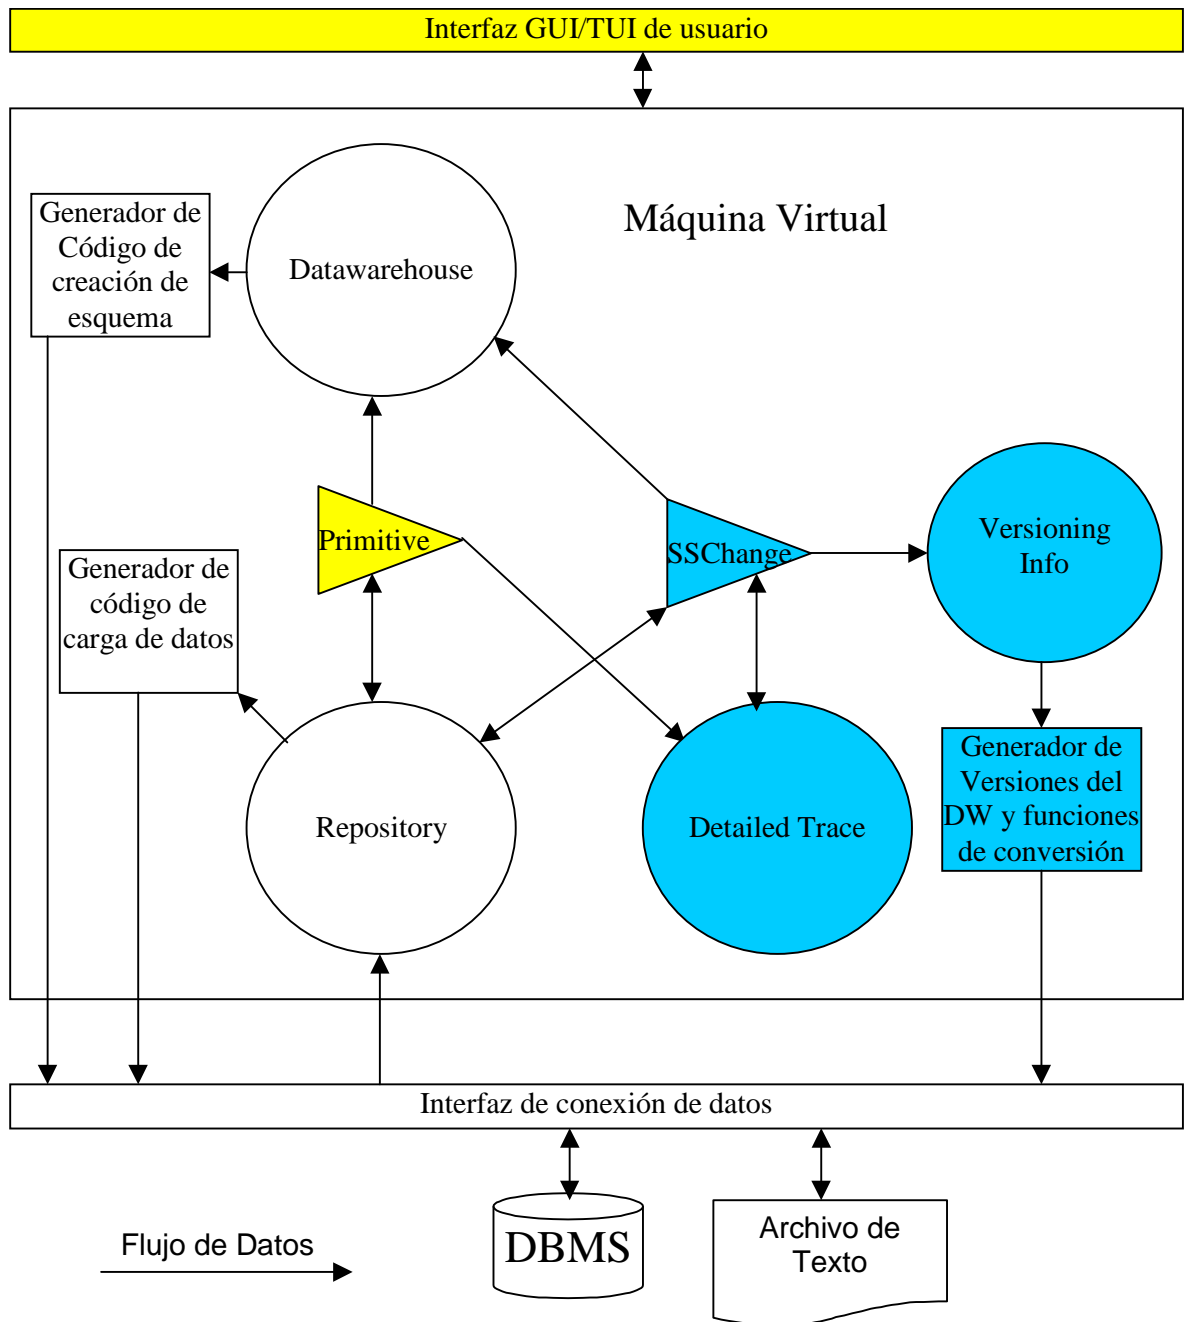 Interfaz GUI/TUI de usuario
Máquina Virtual
Generador de
Código de
creación de
esquema
Datawarehouse
Primitive
SSChange
Versioning
Info
Generador de
código de
carga de datos
Repository
Detailed Trace
Generador de
Versiones del
DW y funciones
de conversión
Interfaz de conexión de datos
Flujo de Datos
DBMS
Archivo de
Texto